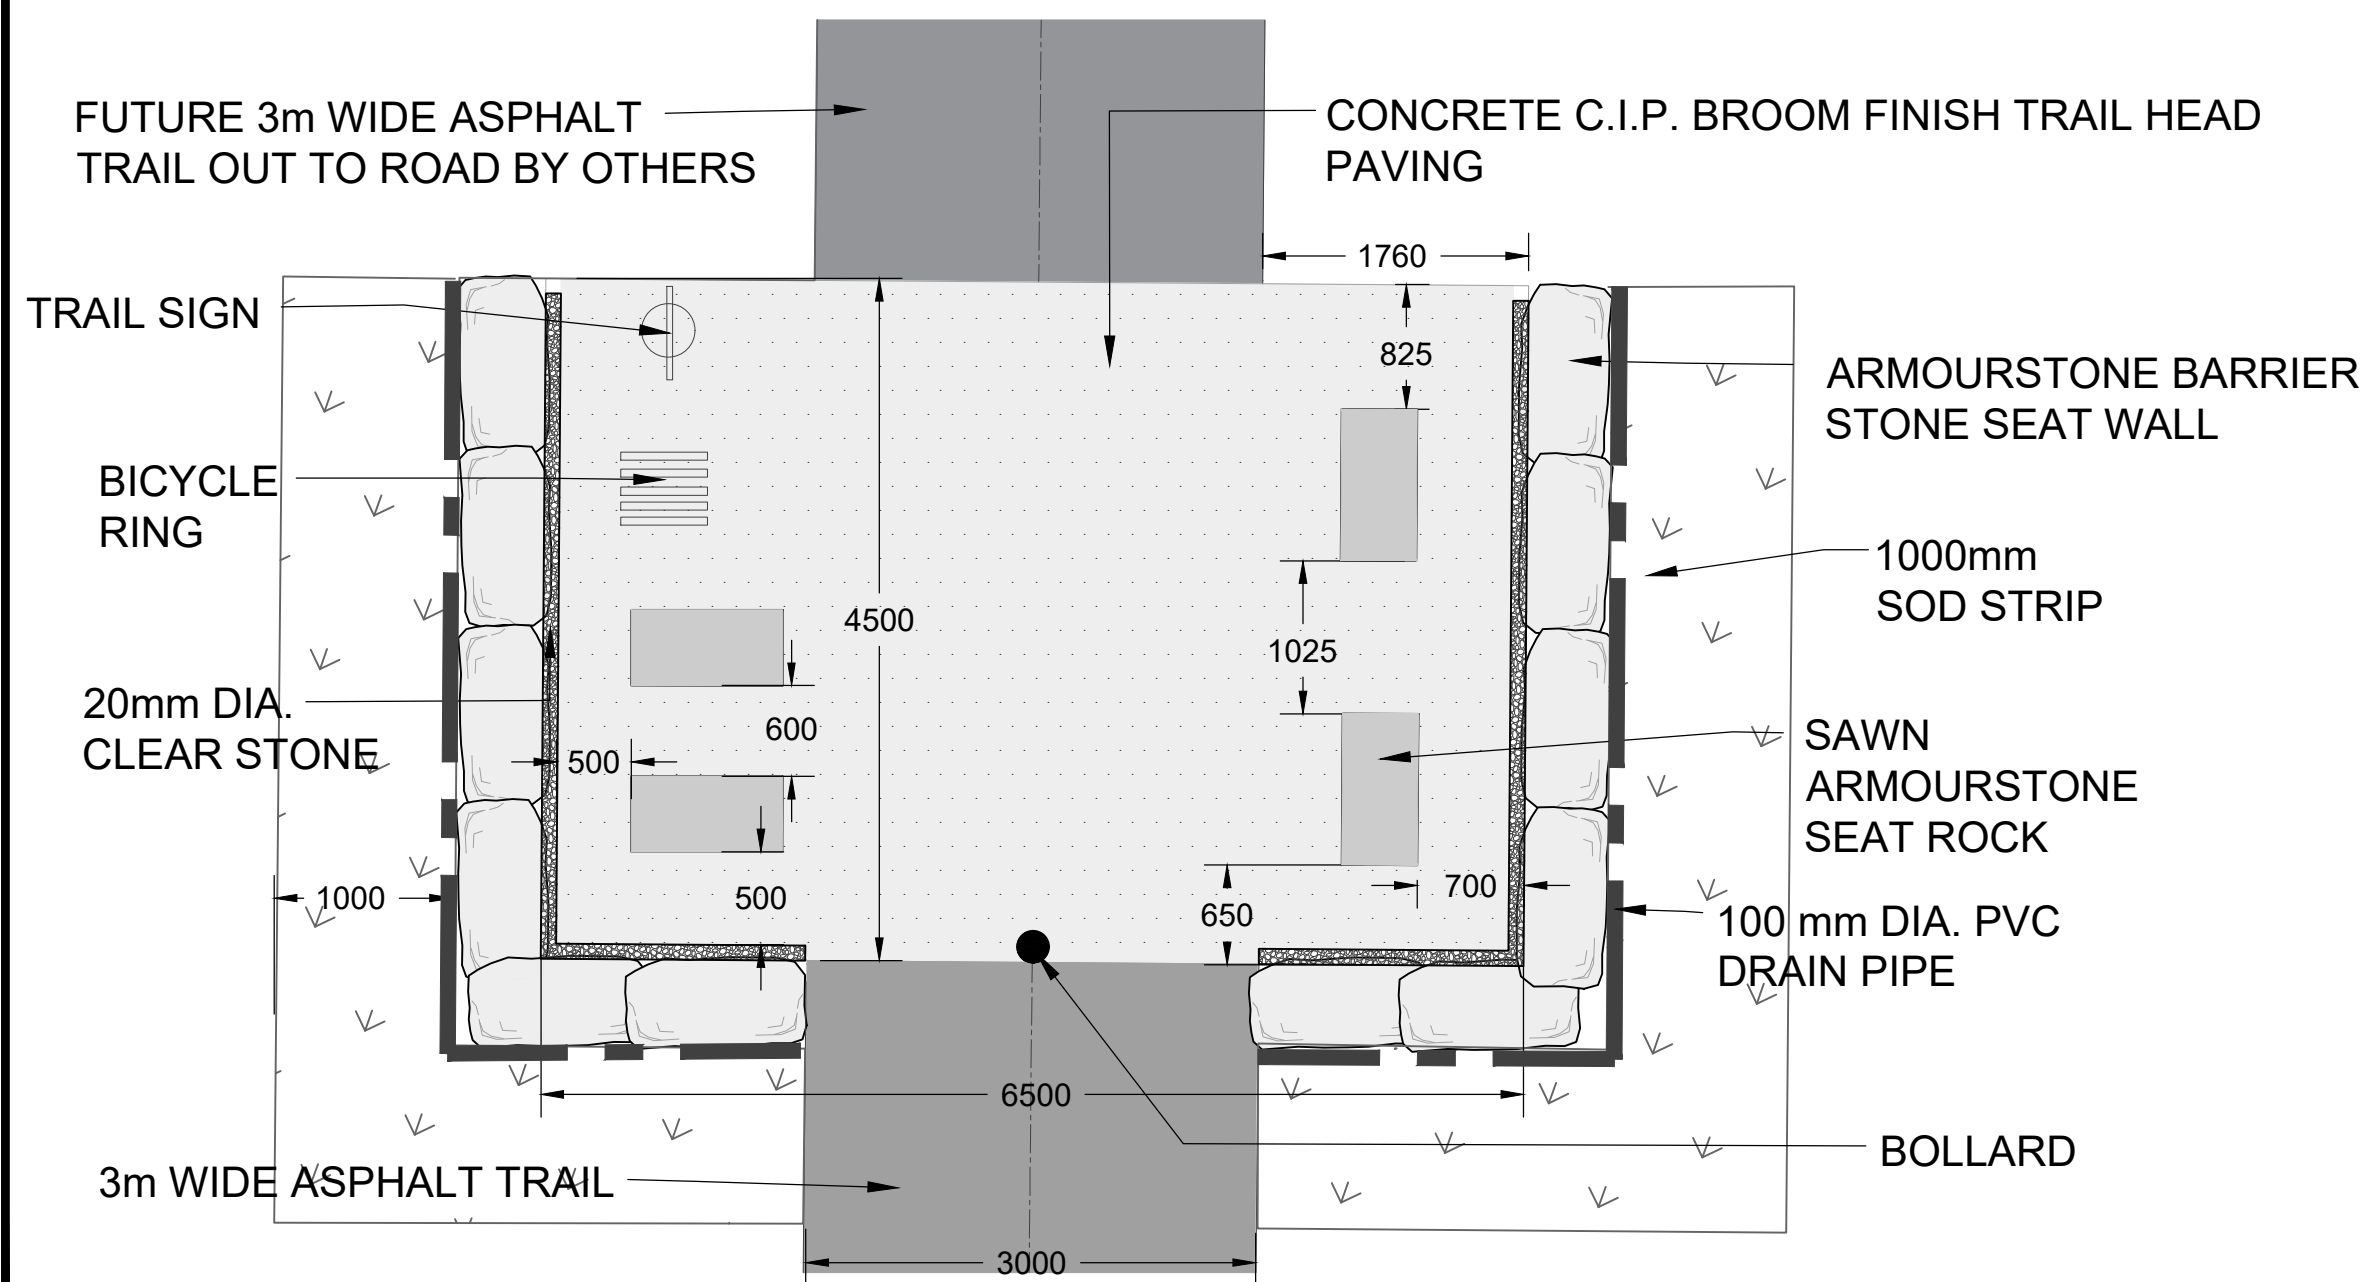 FUTURE 3m WIDE ASPHALT
TRAIL OUT TO ROAD BY OTHERS
CONCRETE C.I.P. BROOM FINISH TRAIL HEAD
PAVING
1760
TRAIL SIGN
825
ARMOURSTONE BARRIER
STONE SEAT WALL
BICYCLE
RING
1000mm
SOD STRIP
4500
1025
20mm DIA.
CLEAR STONE
600
500
SAWN
ARMOURSTONE
SEAT ROCK
1000
500
650
700
100 mm DIA. PVC
DRAIN PIPE
6500
BOLLARD
3m WIDE ASPHALT TRAIL
3000